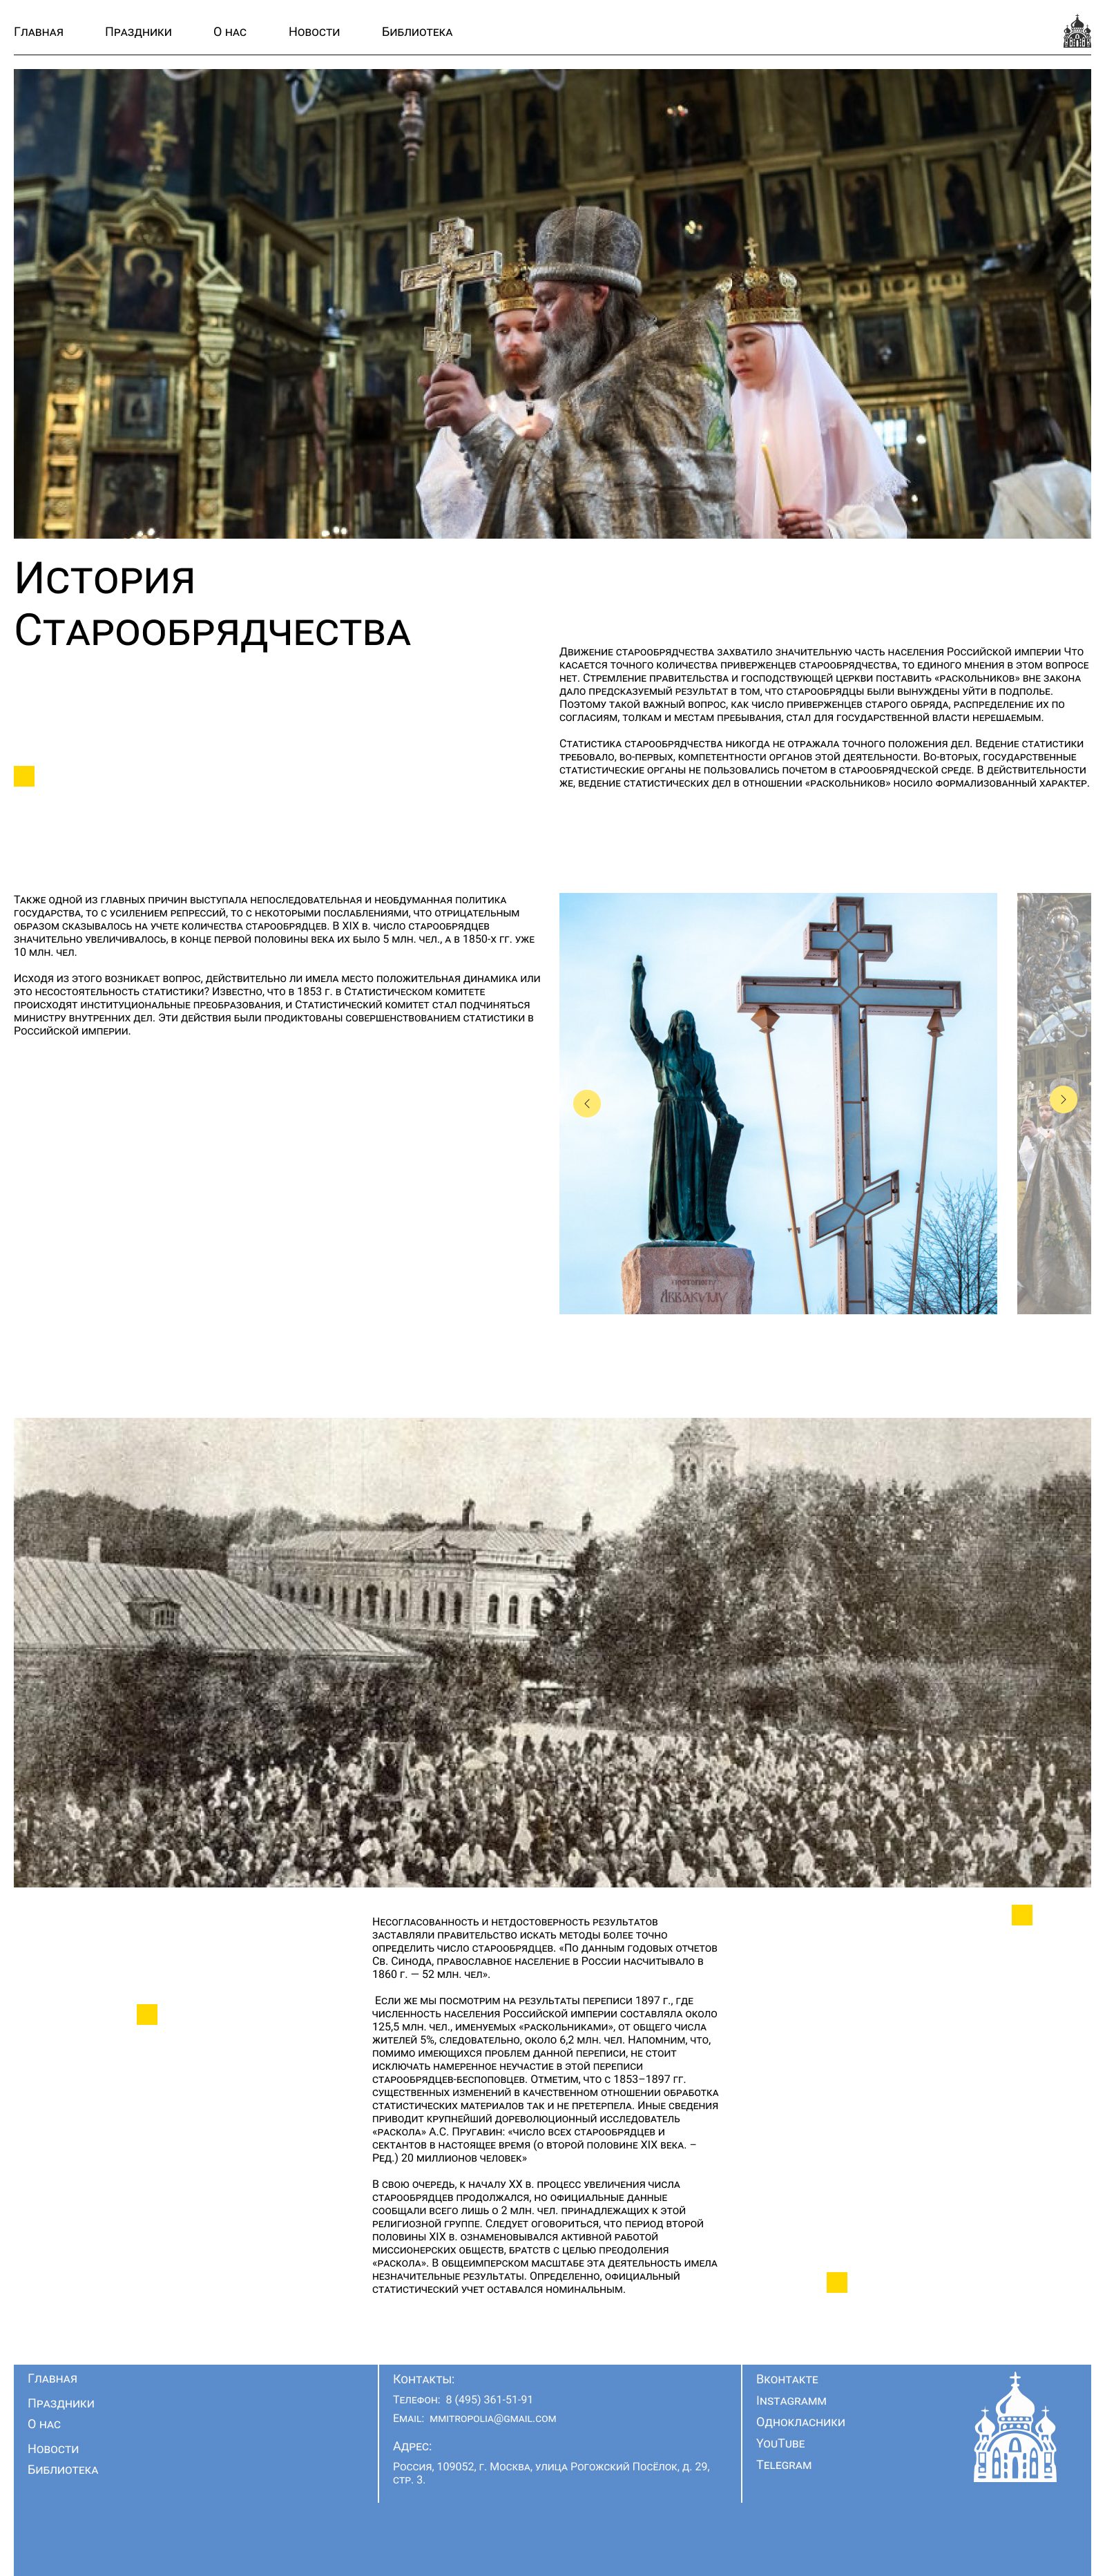 Главная Праздники О нас Новости Библиотека
История
Старообрядчества
Движение старообрядчества захватило значительную часть населения Российской империи Что
касается точного количества приверженцев старообрядчества, то единого мнения в этом вопросе
нет. Стремление правительства и господствующей церкви поставить «раскольников» вне закона
дало предсказуемый результат в том, что старообрядцы были вынуждены уйти в подполье.
Поэтому такой важный вопрос, как число приверженцев старого обряда, распределение их по
согласиям, толкам и местам пребывания, стал для государственной власти нерешаемым.
Статистика старообрядчества никогда не отражала точного положения дел. Ведение статистики
требовало, во-первых, компетентности органов этой деятельности. Во-вторых, государственные
статистические органы не пользовались почетом в старообрядческой среде. В действительности
же, ведение статистических дел в отношении «раскольников» носило формализованный характер.
Также одной из главных причин выступала непоследовательная и необдуманная политика
государства, то с усилением репрессий, то с некоторыми послаблениями, что отрицательным
образом сказывалось на учете количества старообрядцев. В XIX в. число старообрядцев
значительно увеличивалось, в конце первой половины века их было 5 млн. чел., а в 1850-х гг. уже
10 млн. чел.
Исходя из этого возникает вопрос, действительно ли имела место положительная динамика или
это несостоятельность статистики? Известно, что в 1853 г. в Статистическом комитете
происходят институциональные преобразования, и Статистический комитет стал подчиняться
министру внутренних дел. Эти действия были продиктованы совершенствованием статистики в
Российской империи.
ПРОТОПОПУ
АВВАКУМУ
Несогласованность и нетдостоверность результатов
заставляли правительство искать методы более точно
определить число старообрядцев. «По данным годовых отчетов
Св. Синода, православное население в России насчитывало в
1860 г. — 52 млн. чел».
Если же мы посмотрим на результаты переписи 1897 г., где
численность населения Российской империи составляла около
125,5 млн. чел., именуемых «раскольниками», от общего числа
жителей 5%, следовательно, около 6,2 млн. чел. Напомним, что,
помимо имеющихся проблем данной переписи, не стоит
исключать намеренное неучастие в этой переписи
старообрядцев-беспоповцев. Отметим, что с 1853–1897 гг.
существенных изменений в качественном отношении обработка
статистических материалов так и не претерпела. Иные сведения
приводит крупнейший дореволюционный исследователь
«раскола» А.С. Пругавин: «число всех старообрядцев и
сектантов в настоящее время (о второй половине XIX века. –
Ред.) 20 миллионов человек»
В свою очередь, к началу XX в. процесс увеличения числа
старообрядцев продолжался, но официальные данные
сообщали всего лишь о 2 млн. чел. принадлежащих к этой
религиозной группе. Следует оговориться, что период второй
половины XIX в. ознаменовывался активной работой
миссионерских обществ, братств с целью преодоления
«раскола». В общеимперском масштабе эта деятельность имела
незначительные результаты. Определенно, официальный
статистический учет оставался номинальным.
Главная
Праздники
О нас
Новости
Библиотека
Контакты:
Телефон: 8 (495) 361-51-91
Email: mmitropolia@gmail.com
Адрес:
Россия, 109052, г. Москва, улица Рогожский Посёлок, д. 29,
стр. 3.
Вконтакте
Instagramm
Однокласники
YouTube
Telegram